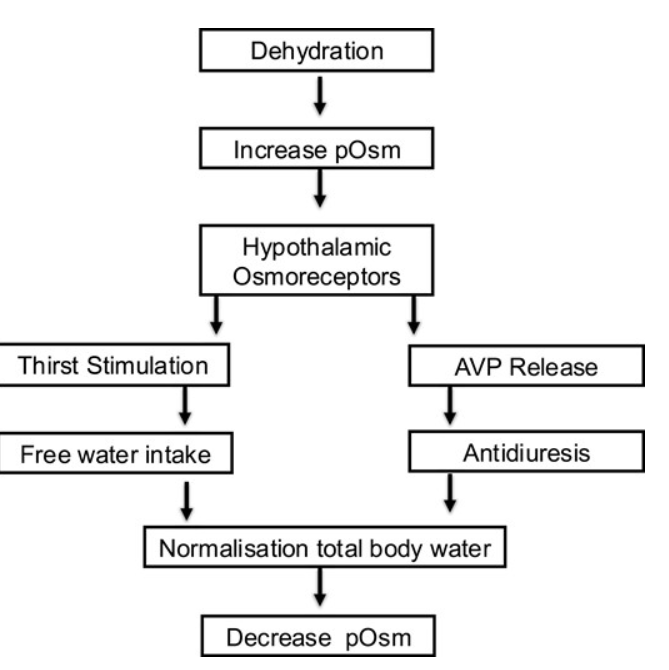 Dehydration
Increase pOsm
Hypothalamic
Osmoreceptors
Thirst Stimulation
AVP Release
Free water intake
Antidiuresis
Normalisation total body water
Decrease pOsm